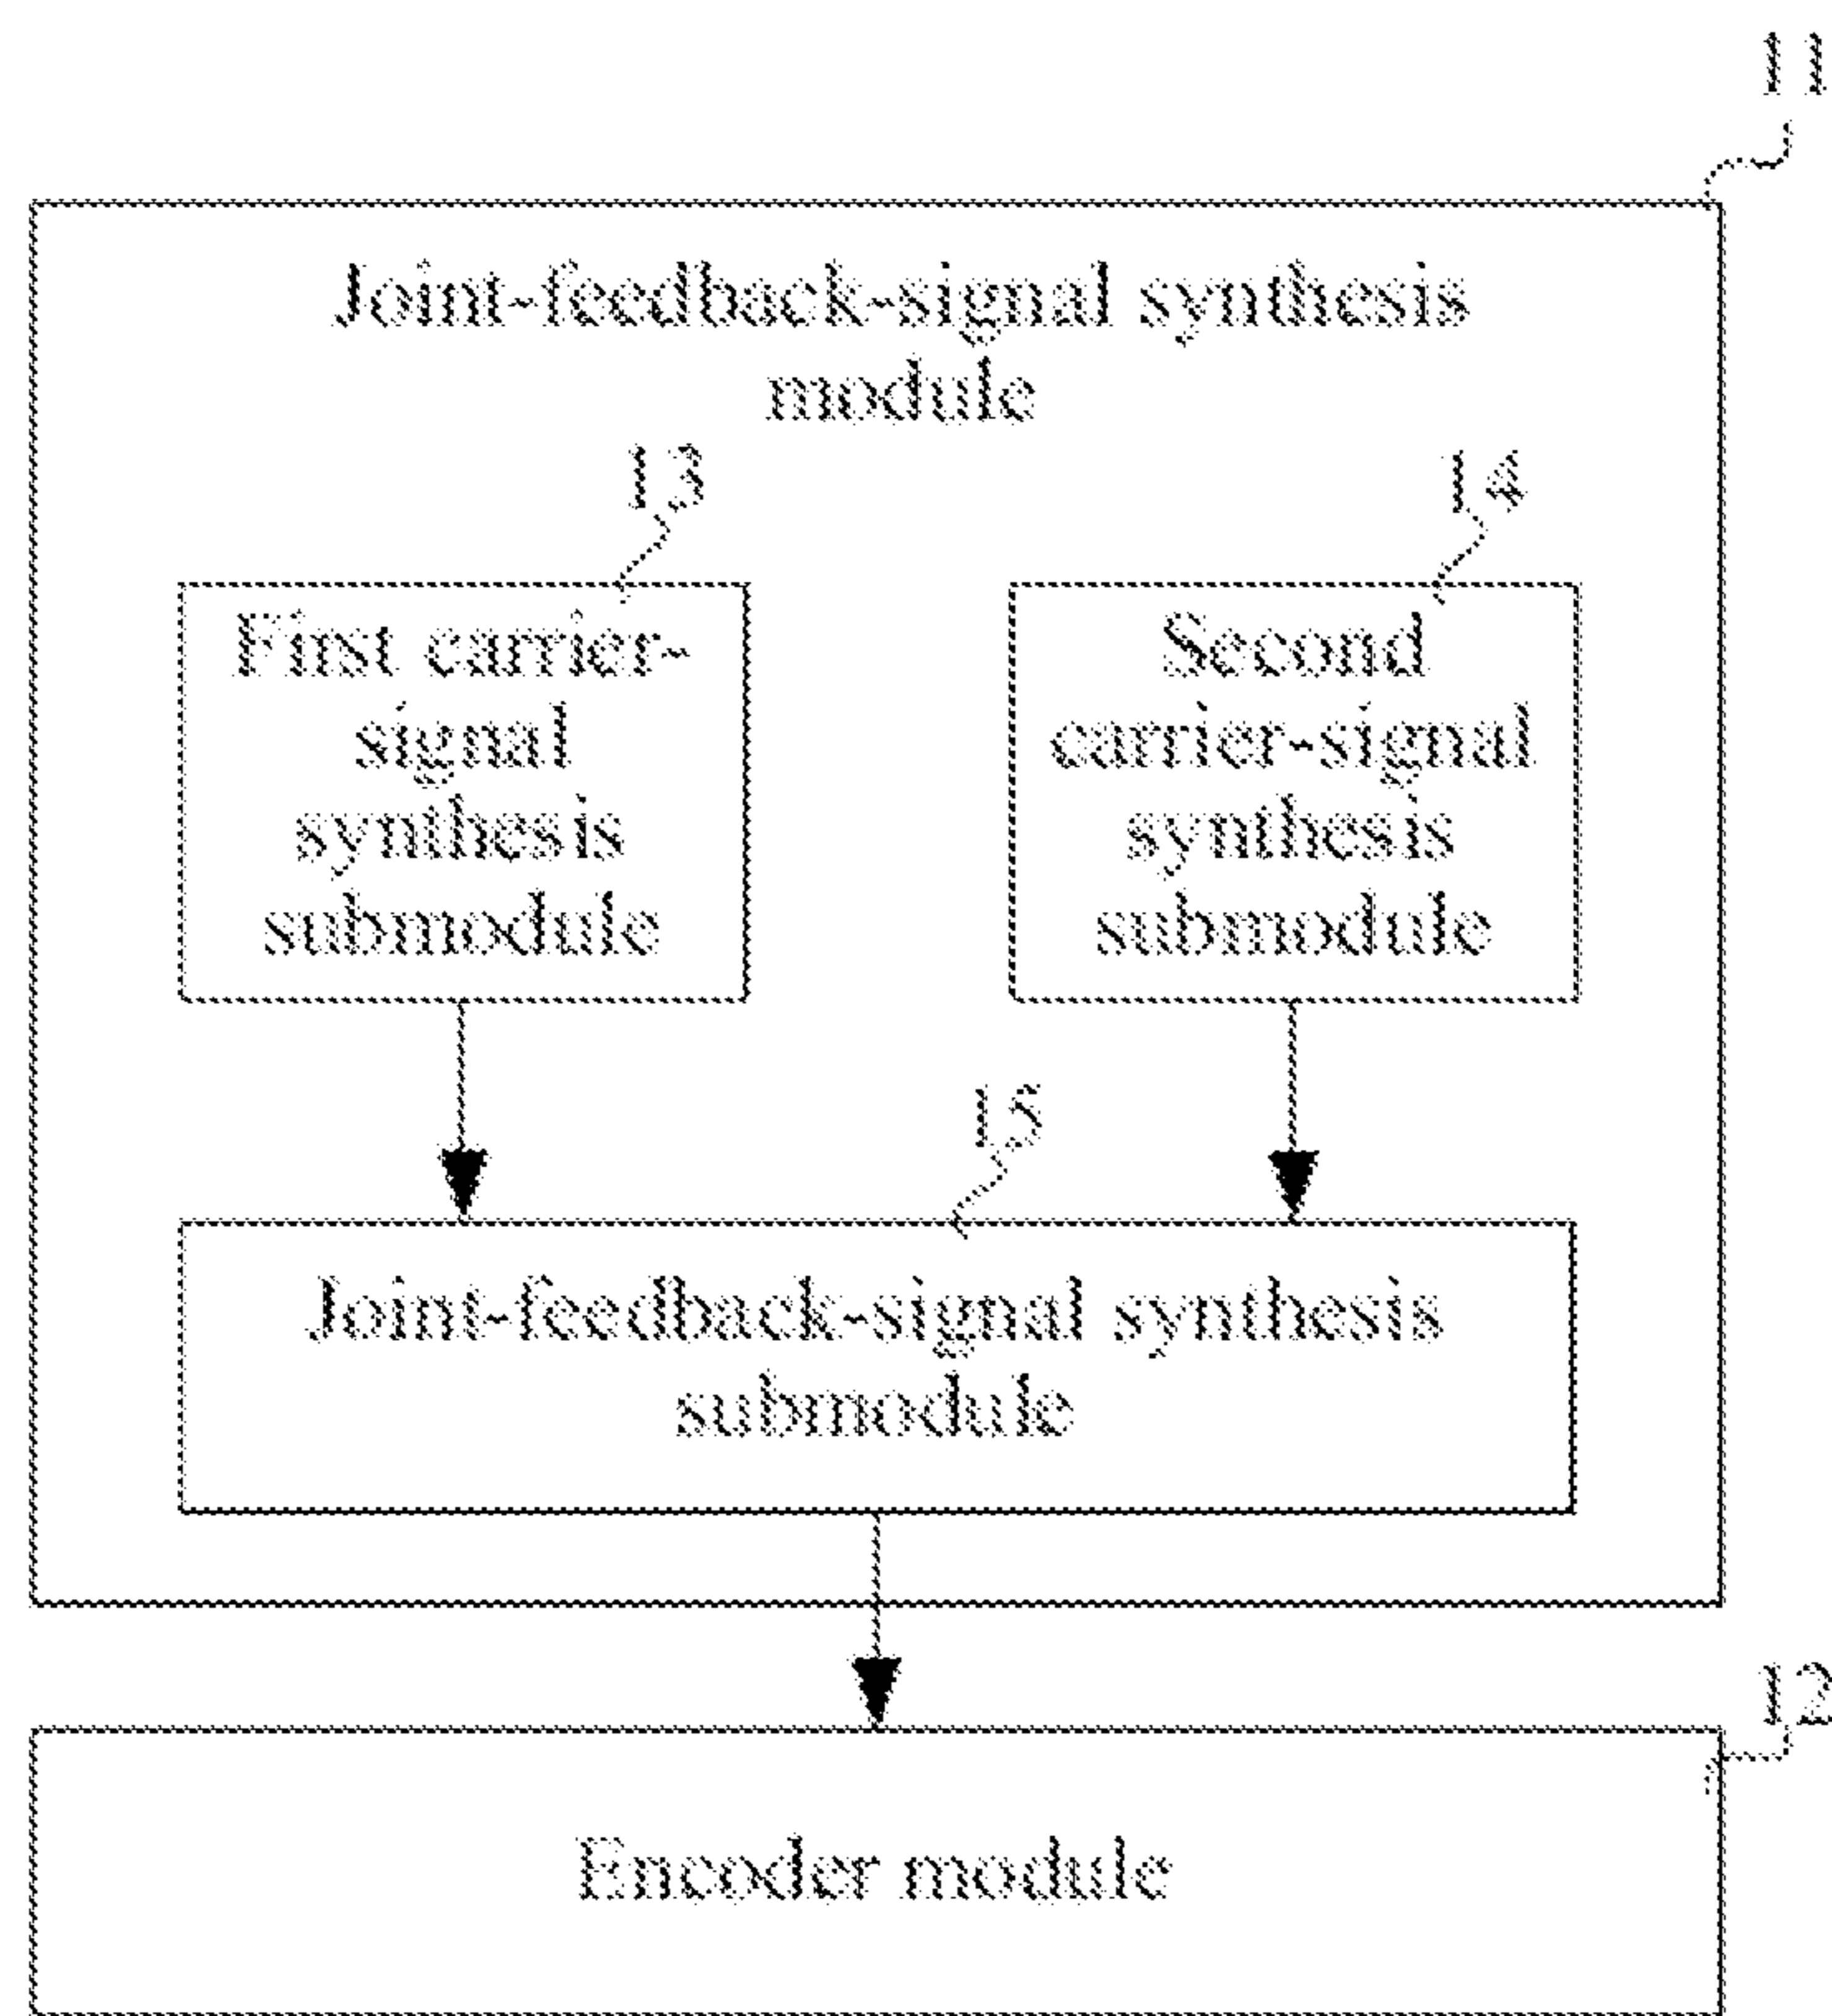 11
Joint-feedback-signal synthesis
module
13
14
First carrier-
signal
synthesis
submodule
Second
carrier-signal
synthesis
submodule
15
Joint-feedback-signal synthesis
submodule
12
Encoder module